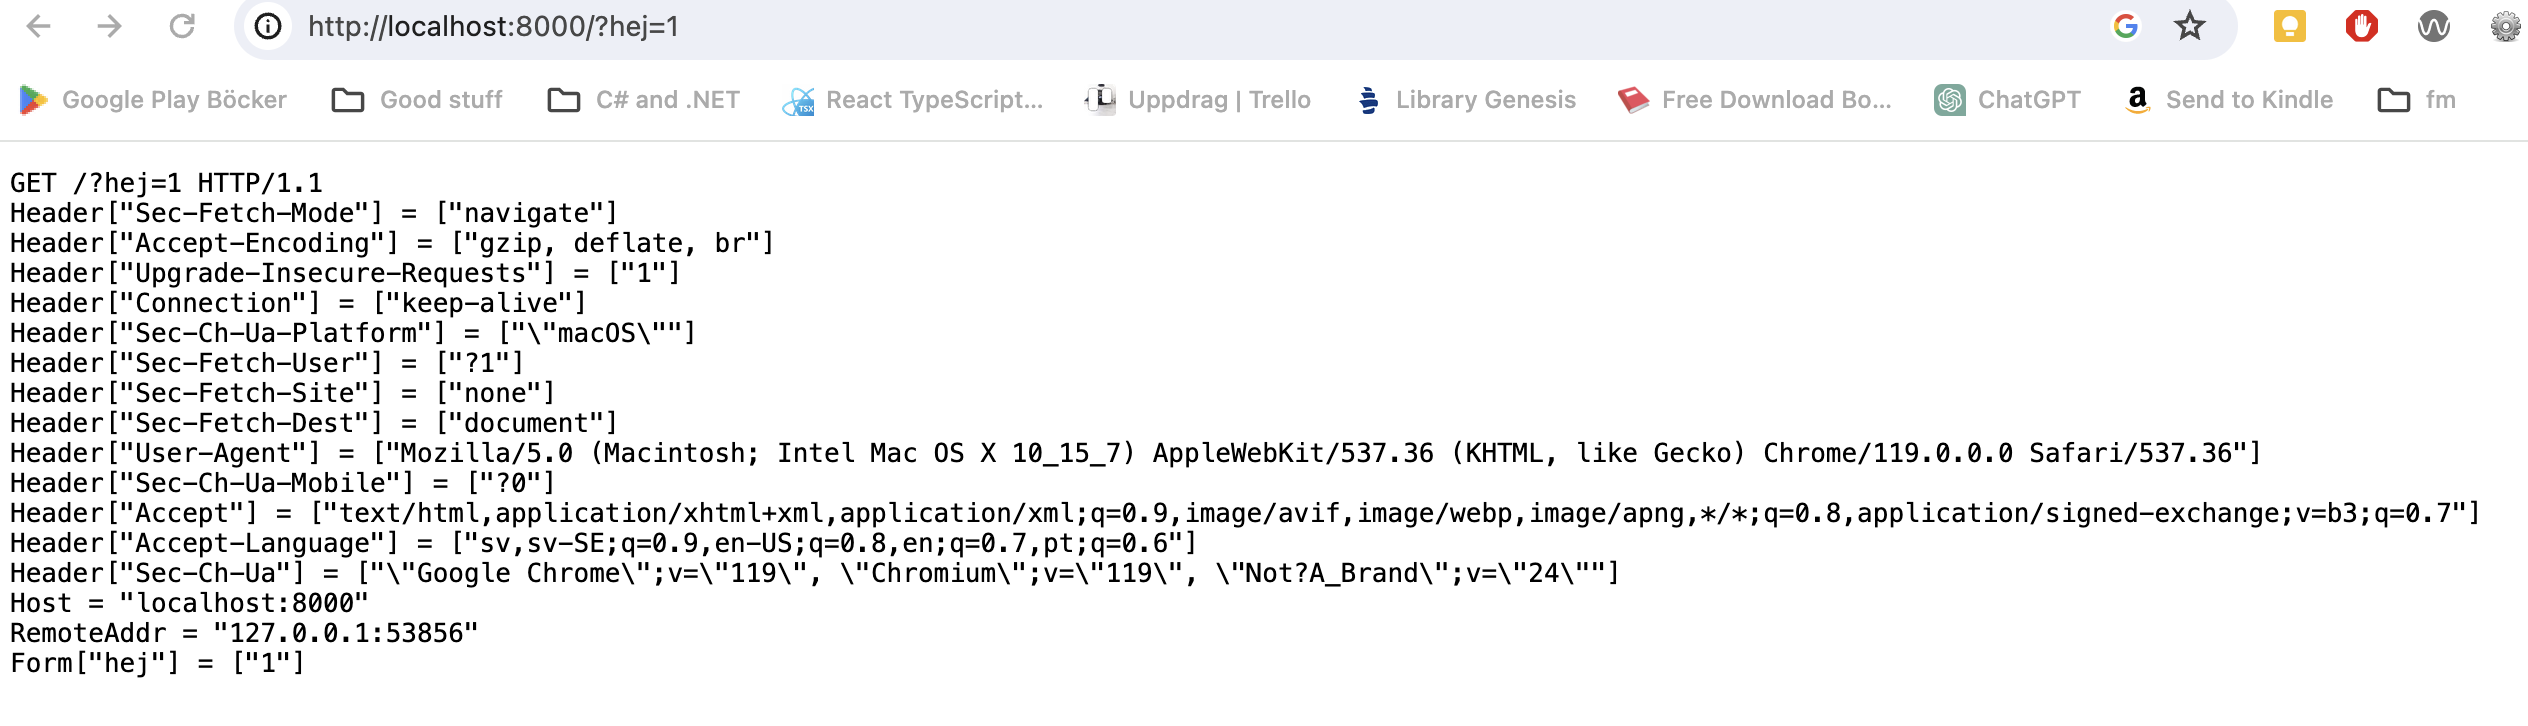 http://localhost:8000/?hej=1
Google Play Böcker Good stuff C# and .NET React TypeScript... Uppdrag | Trello Library Genesis Free Download Bo... ChatGPT Send to Kindle fm
GET /?hej=1 HTTP/1.1
Header["Sec-Fetch-Mode"] = ["navigate"]
Header["Accept-Encoding"] = ["gzip, deflate, br"]
Header["Upgrade-Insecure-Requests"] = ["1"]
Header["Connection"] = ["keep-alive"]
Header["Sec-Ch-Ua-Platform"] = ["\"macOS\""]
Header["Sec-Fetch-User"] = ["?1"]
Header["Sec-Fetch-Site"] = ["none"]
Header["Sec-Fetch-Dest"] = ["document"]
Header["User-Agent"] = ["Mozilla/5.0 (Macintosh; Intel Mac OS X 10_15_7) AppleWebKit/537.36 (KHTML, like Gecko) Chrome/119.0.0.0 Safari/537.36"]
Header["Sec-Ch-Ua-Mobile"] = ["?0"]
Header["Accept"] = ["text/html,application/xhtml+xml,application/xml;q=0.9,image/avif,image/webp,image/apng,*/*;q=0.8,application/signed-exchange;v=b3;q=0.7"]
Header["Accept-Language"] = ["sv,sv-SE;q=0.9,en-US;q=0.8,en;q=0.7,pt;q=0.6"]
Header["Sec-Ch-Ua"] = ["\"Google Chrome\";v=\"119\", \"Chromium\";v=\"119\", \"Not?A_Brand\";v=\"24\""]
Host = "localhost:8000"
RemoteAddr = "127.0.0.1:53856"
Form["hej"] = ["1"]